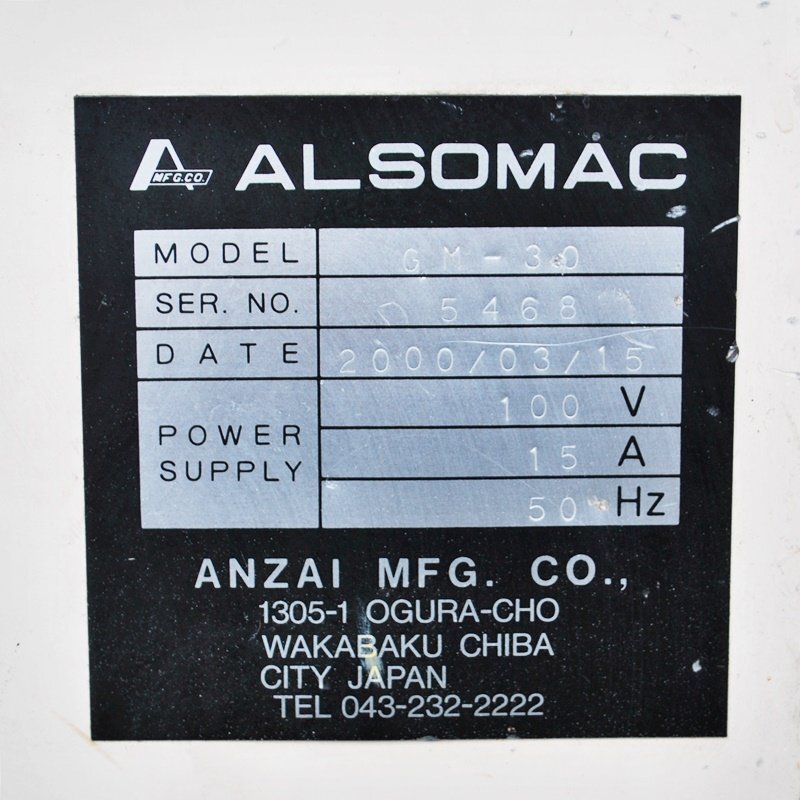 A MFG.CO. ALSOMAC
MODEL GM-30
SER. NO. 5468
DATE 2000/03/15
POWER SUPPLY
100 V
15 A
50 Hz
ANZAI MFG. CO.,
1305-1 OGURA-CHO
WAKABAKU CHIBA
CITY JAPAN
TEL 043-232-2222